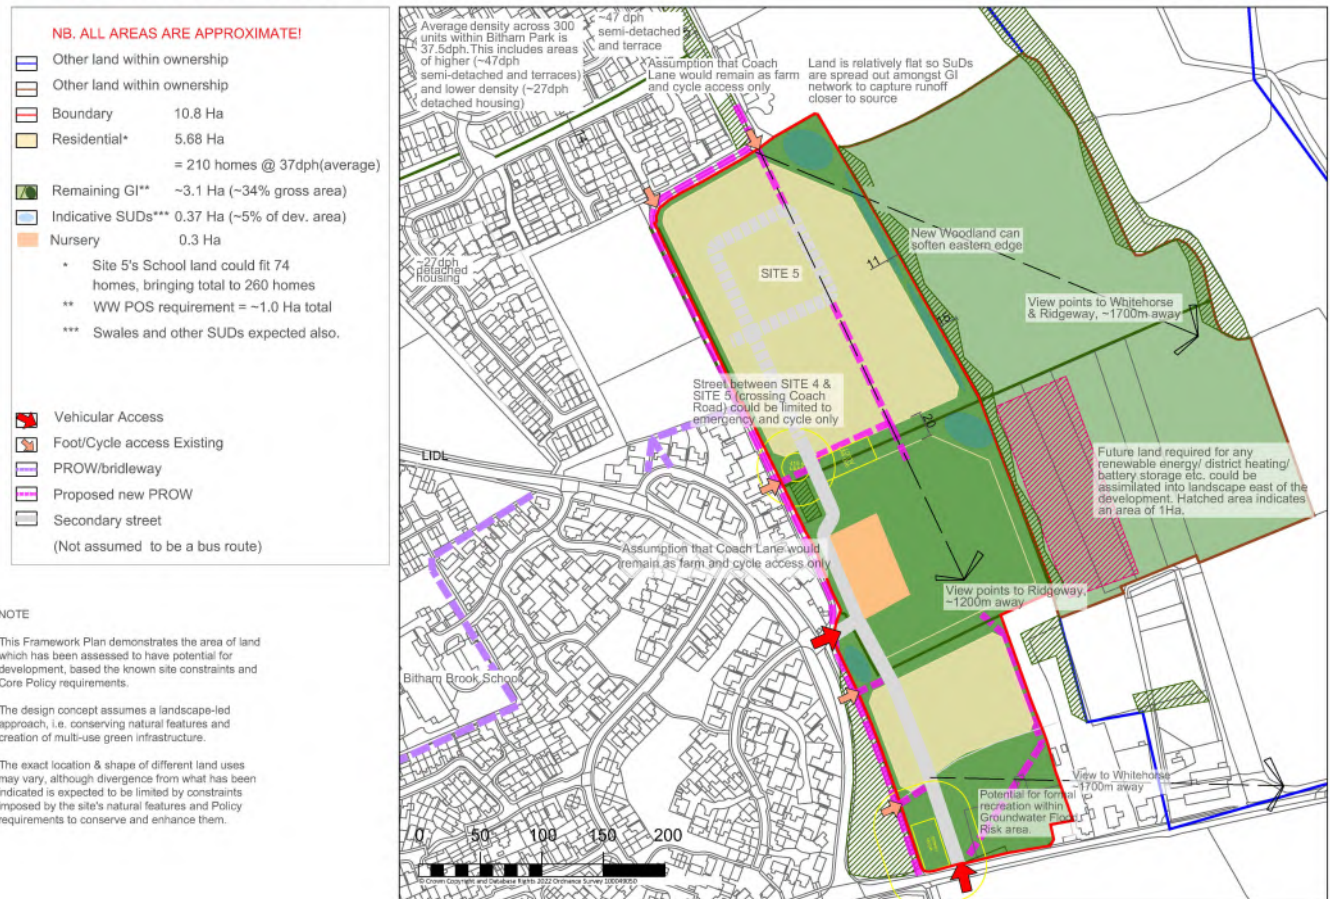 NB. ALL AREAS ARE APPROXIMATE!
Other land within ownership
Other land within ownership
Boundary 10.8 Ha
Residential* 5.68 Ha
= 210 homes @ 37dph(average)
Remaining GI** ~3.1 Ha (~34% gross area)
Indicative SUDs*** 0.37 Ha (~5% of dev. area)
Nursery 0.3 Ha
* Site 5's School land could fit 74
homes, bringing total to 260 homes
** WW POS requirement = ~1.0 Ha total
*** Swales and other SUDs expected also.
Vehicular Access
Foot/Cycle access Existing
PROW/bridleway
Proposed new PROW
Secondary street
(Not assumed to be a bus route)
NOTE
This Framework Plan demonstrates the area of land
which has been assessed to have potential for
development, based the known site constraints and
Core Policy requirements.
The design concept assumes a landscape-led
approach, i.e. conserving natural features and
creation of multi-use green infrastructure.
The exact location & shape of different land uses
may vary, although divergence from what has been
indicated is expected to be limited by constraints
imposed by the site's natural features and Policy
requirements to conserve and enhance them.
Average density across 300
units within Bitham Park is
37.5dph.This includes areas
of higher (~47dph
semi-detached and terraces)
and lower density (~27dph
detached housing)
~47 dph
semi-detached
and terrace
Assumption that Coach
Lane would remain as farm
and cycle access only
Land is relatively flat so SuDs
are spread out amongst GI
network to capture runoff
closer to source
~27dph
detached
housing
SITE 5
New Woodland can
soften eastern edge
11
View points to Whitehorse
& Ridgeway, ~1700m away
Street between SITE 4 &
SITE 5 (crossing Coach
Road) could be limited to
emergency and cycle only
20
LIDL
Future land required for any
renewable energy/ district heating/
battery storage etc. could be
assimilated into landscape east of the
development. Hatched area indicates
an area of 1Ha.
Assumption that Coach Lane would
remain as farm and cycle access only
View points to Ridgeway,
~1200m away
Bitham Brook School
View to Whitehorse
~1700m away
Potential for formal
recreation within
Groundwater Flood
Risk area.
0 50 100 150 200
© Crown Copyright and Database Rights 2022 Ordnance Survey 100049050